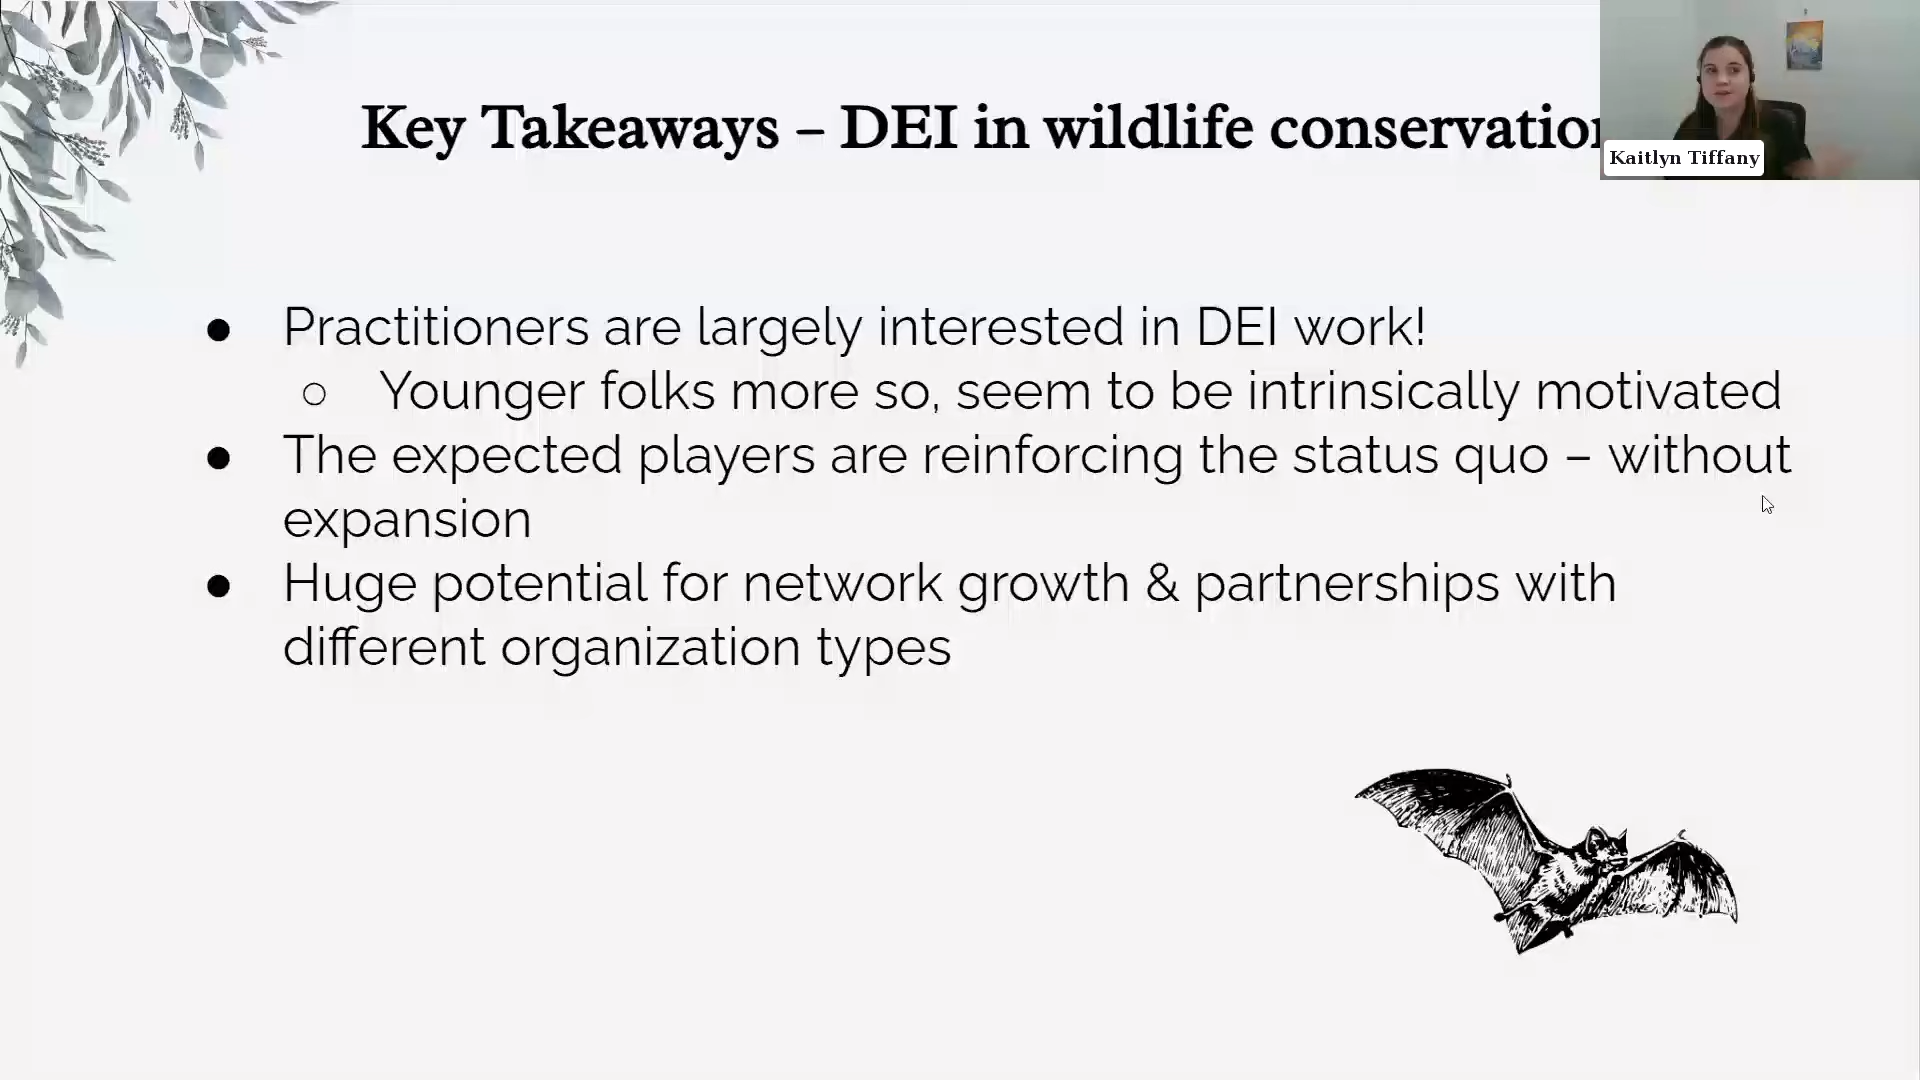 Key Takeaways – DEI in wildlife conservation
Kaitlyn Tiffany
● Practitioners are largely interested in DEI work!
○ Younger folks more so, seem to be intrinsically motivated
● The expected players are reinforcing the status quo – without
expansion
● Huge potential for network growth & partnerships with
different organization types